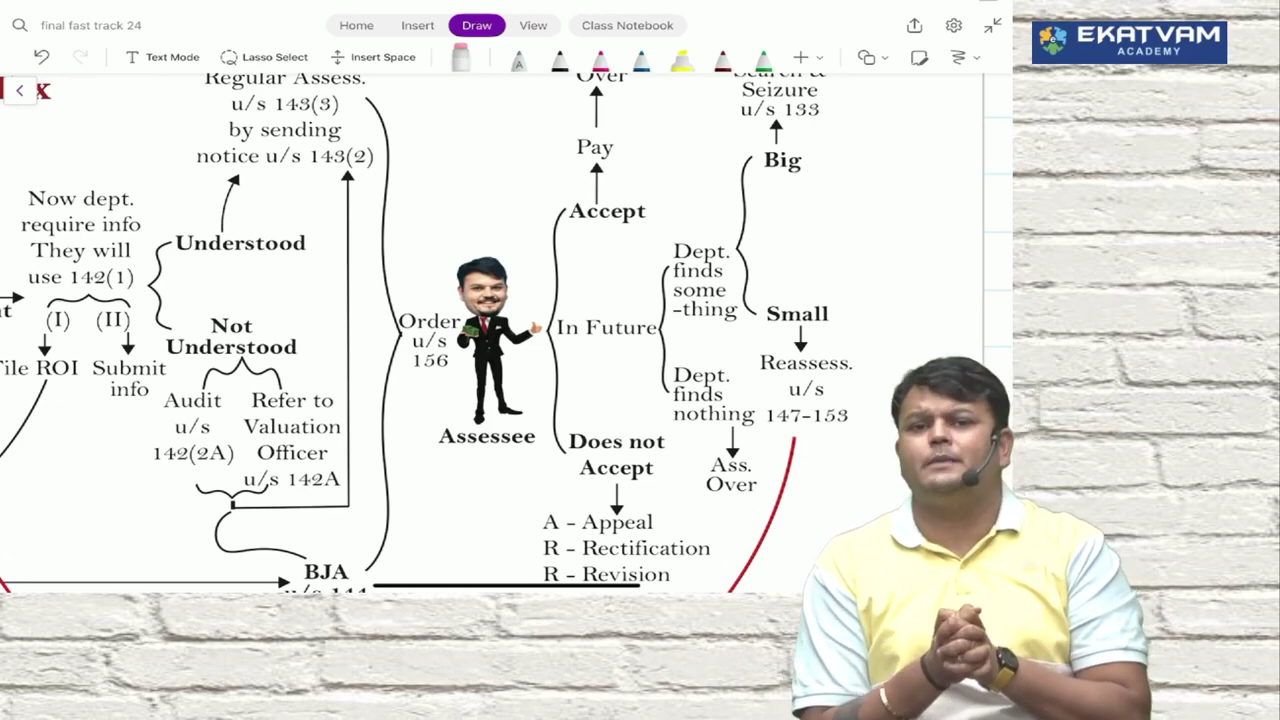 final fast track 24
Home
Insert
Draw
View
Class Notebook
EKATVAM
ACADEMY
Text Mode
Lasso Select
Insert Space
x
Regular Assess.
u/s 143(3)
by sending
notice u/s 143(2)
Now dept.
require info
They will
use 142(1)
(I) (II)
File ROI
Submit
info
Understood
Not
Understood
Audit
u/s
142(2A)
Refer to
Valuation
Officer
u/s 142A
BJA
u/s 144
Order
u/s
156
Assessee
Over
Pay
Accept
In Future
Does not
Accept
A - Appeal
R - Rectification
R - Revision
Dept.
finds
some
-thing
Dept.
finds
nothing
Ass.
Over
Search &
Seizure
u/s 133
Big
Small
Reassess.
u/s
147-153